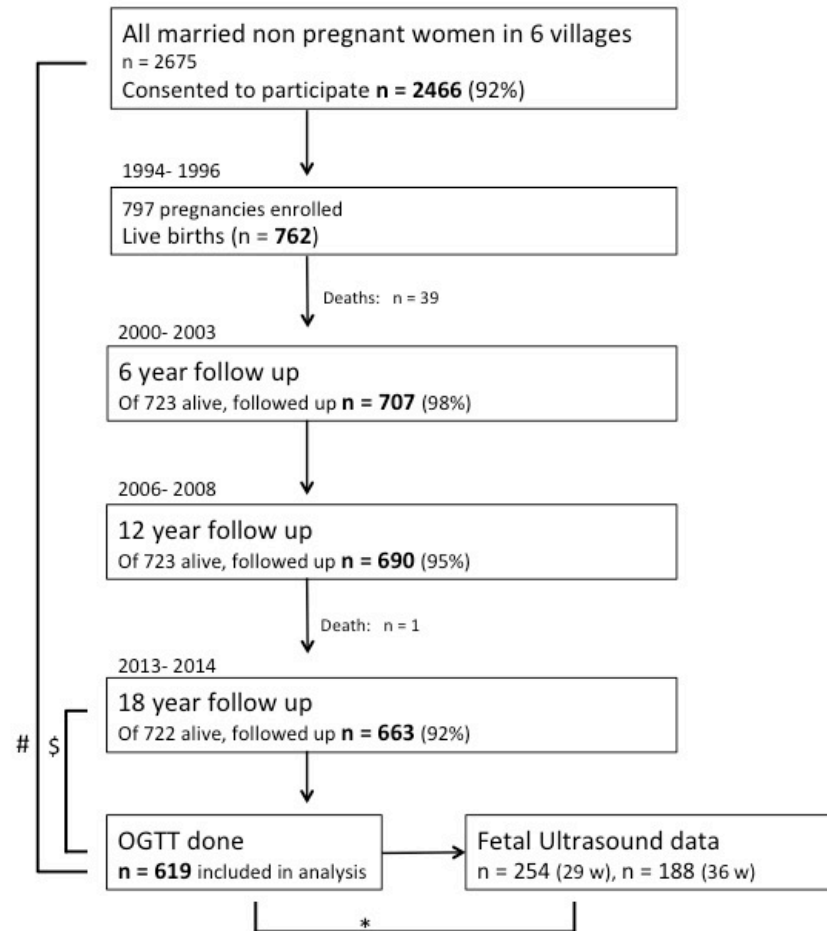 All married non pregnant women in 6 villages
n = 2675
Consented to participate n = 2466 (92%)
1994- 1996
797 pregnancies enrolled
Live births (n = 762)
Deaths: n = 39
2000- 2003
6 year follow up
Of 723 alive, followed up n = 707 (98%)
2006- 2008
12 year follow up
Of 723 alive, followed up n = 690 (95%)
Death: n = 1
2013- 2014
18 year follow up
Of 722 alive, followed up n = 663 (92%)
# $
OGTT done
n = 619 included in analysis
Fetal Ultrasound data
n = 254 (29 w), n = 188 (36 w)
*